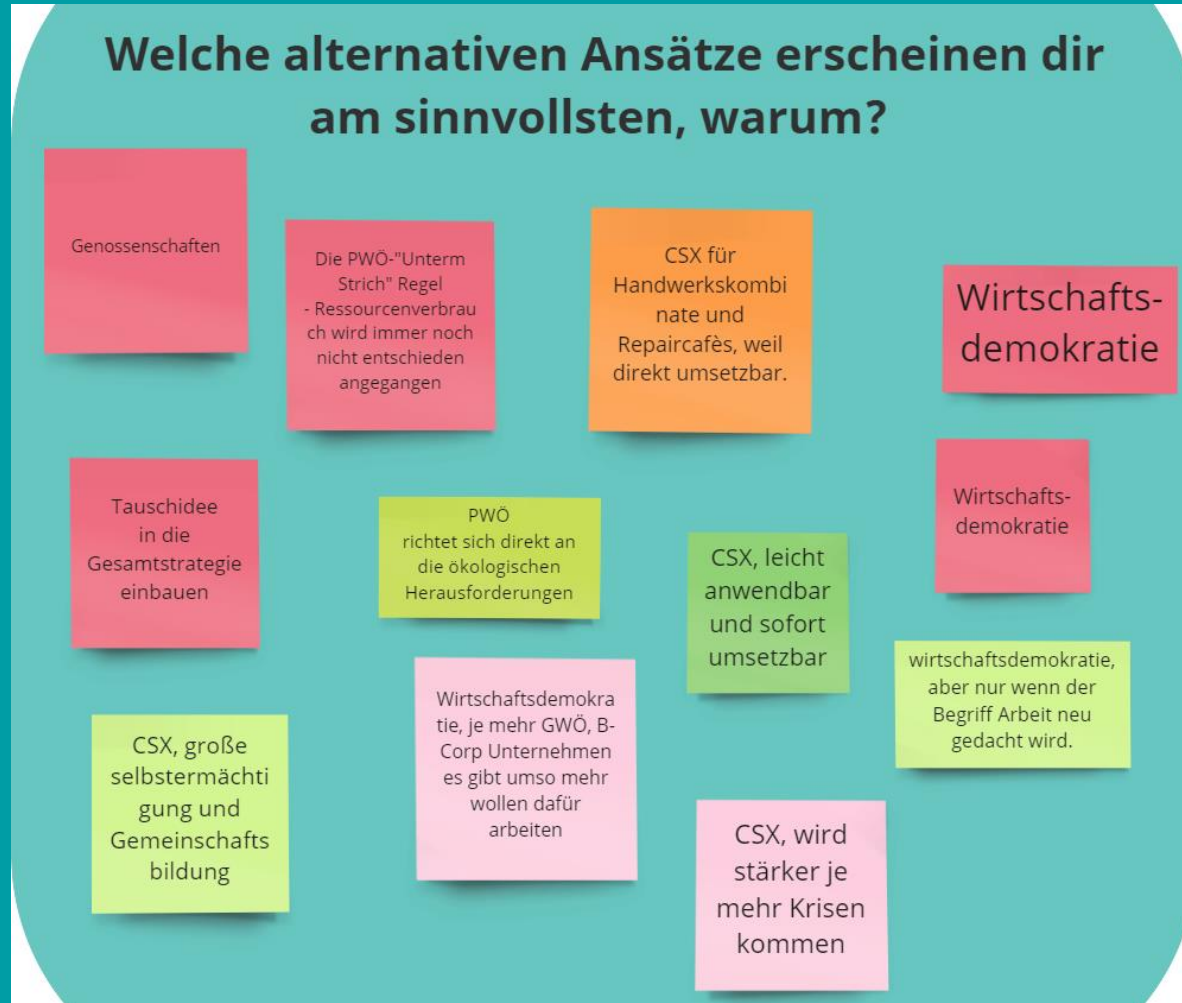 Welche alternativen Ansätze erscheinen dir
am sinnvollsten, warum?
Genossenschaften
Die PWÖ-"Unterm
Strich" Regel
- Ressourcenverbrau
ch wird immer noch
nicht entschieden
angegangen
CSX für
Handwerkskombi
nate und
Repaircafès, weil
direkt umsetzbar.
Wirtschafts-
demokratie
Tauschidee
in die
Gesamtstrategie
einbauen
PWÖ
richtet sich direkt an
die ökologischen
Herausforderungen
CSX, leicht
anwendbar
und sofort
umsetzbar
Wirtschafts-
demokratie
CSX, große
selbstermächti
gung und
Gemeinschafts
bildung
Wirtschaftsdemokra
tie, je mehr GWÖ, B-
Corp Unternehmen
es gibt umso mehr
wollen dafür
arbeiten
wirtschaftsdemokratie,
aber nur wenn der
Begriff Arbeit neu
gedacht wird.
CSX, wird
stärker je
mehr Krisen
kommen